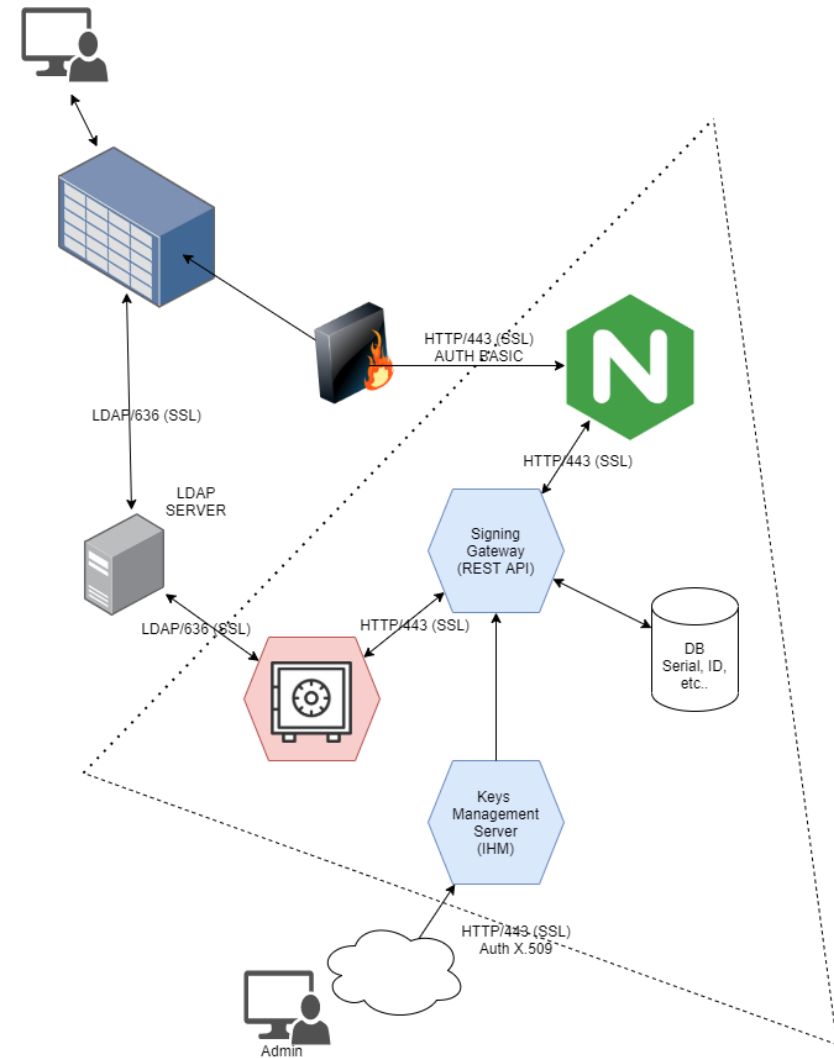 HTTP/443 (SSL)
AUTH BASIC
N
LDAP/636 (SSL)
HTTP/443 (SSL)
LDAP
SERVER
Signing
Gateway
(REST API)
LDAP/636 (SSL)
HTTP/443 (SSL)
DB
Serial, ID,
etc..
Keys
Management
Server
(IHM)
HTTP/443 (SSL)
Auth X.509
Admin